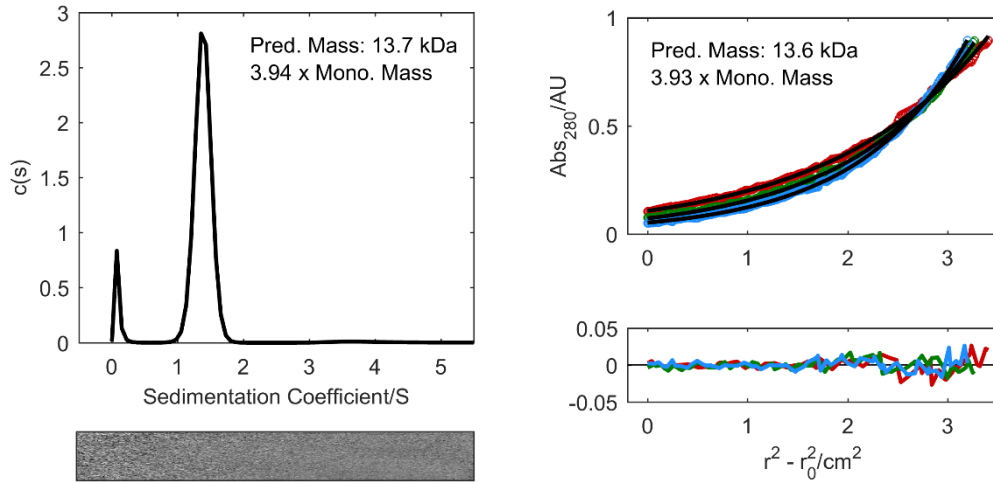 3
2.5
2
1.5
1
0.5
0
c(s)
Pred. Mass: 13.7 kDa
3.94 x Mono. Mass
0 1 2 3 4 5
Sedimentation Coefficient/S
1
0.5
0
Abs280/AU
Pred. Mass: 13.6 kDa
3.93 x Mono. Mass
0 1 2 3
0.05
0
-0.05
0 1 2 3
r² - r₀²/cm²